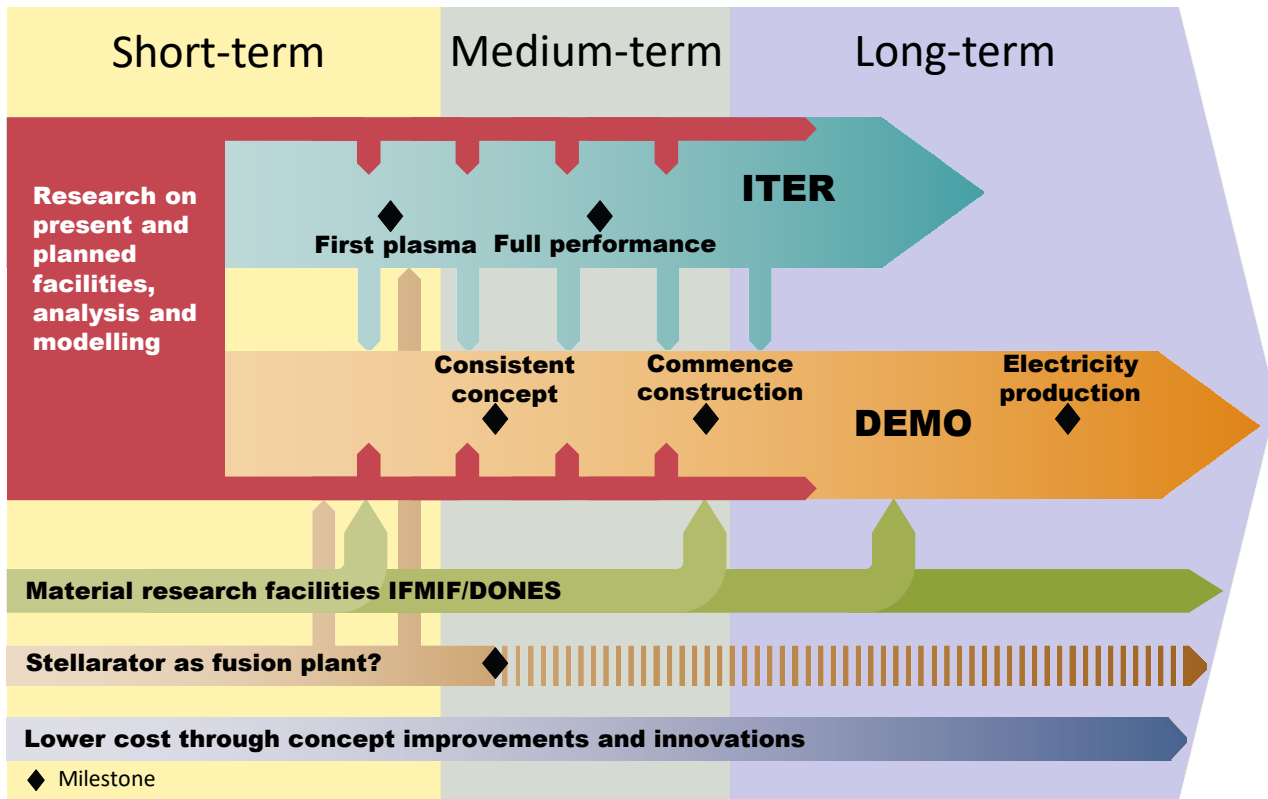 Short-term
Medium-term
Long-term
Research on
present and
planned
facilities,
analysis and
modelling
ITER
First plasma
Full performance
Consistent
concept
Commence
construction
Electricity
production
DEMO
Material research facilities IFMIF/DONES
Stellarator as fusion plant?
Lower cost through concept improvements and innovations
Milestone